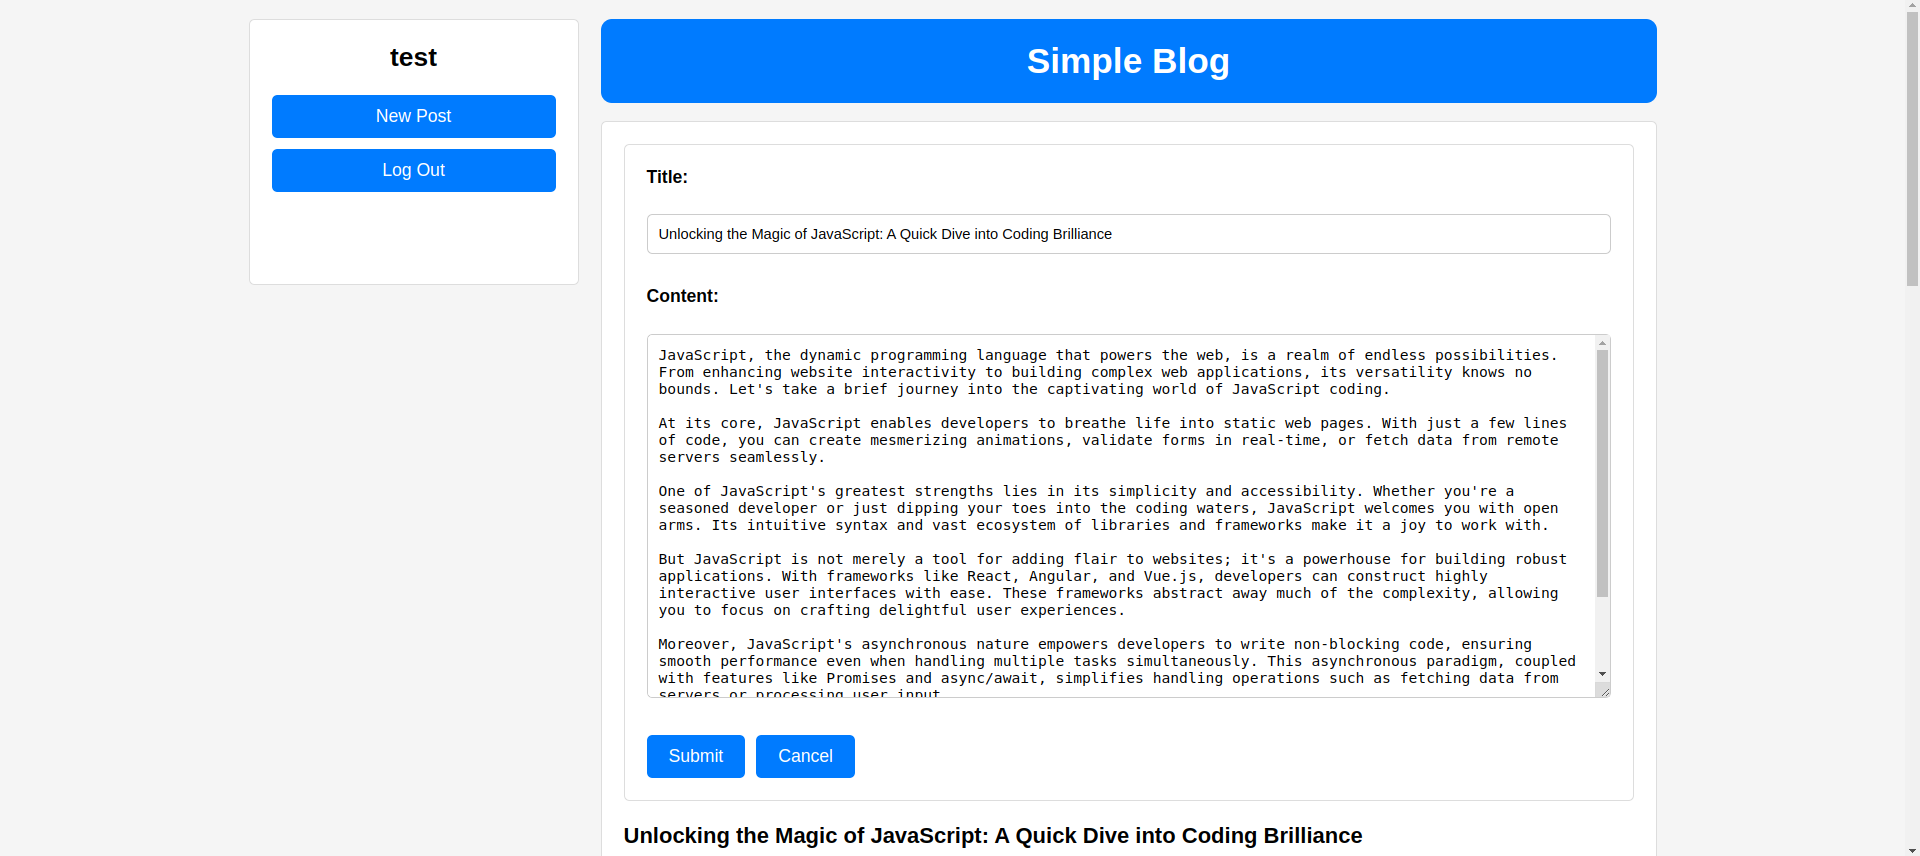 test
New Post
Log Out
Simple Blog
Title:
Unlocking the Magic of JavaScript: A Quick Dive into Coding Brilliance
Content:
JavaScript, the dynamic programming language that powers the web, is a realm of endless possibilities.
From enhancing website interactivity to building complex web applications, its versatility knows no
bounds. Let's take a brief journey into the captivating world of JavaScript coding.
At its core, JavaScript enables developers to breathe life into static web pages. With just a few lines
of code, you can create mesmerizing animations, validate forms in real-time, or fetch data from remote
servers seamlessly.
One of JavaScript's greatest strengths lies in its simplicity and accessibility. Whether you're a
seasoned developer or just dipping your toes into the coding waters, JavaScript welcomes you with open
arms. Its intuitive syntax and vast ecosystem of libraries and frameworks make it a joy to work with.
But JavaScript is not merely a tool for adding flair to websites; it's a powerhouse for building robust
applications. With frameworks like React, Angular, and Vue.js, developers can construct highly
interactive user interfaces with ease. These frameworks abstract away much of the complexity, allowing
you to focus on crafting delightful user experiences.
Moreover, JavaScript's asynchronous nature empowers developers to write non-blocking code, ensuring
smooth performance even when handling multiple tasks simultaneously. This asynchronous paradigm, coupled
with features like Promises and async/await, simplifies handling operations such as fetching data from
servers or processing user input
Submit
Cancel
Unlocking the Magic of JavaScript: A Quick Dive into Coding Brilliance